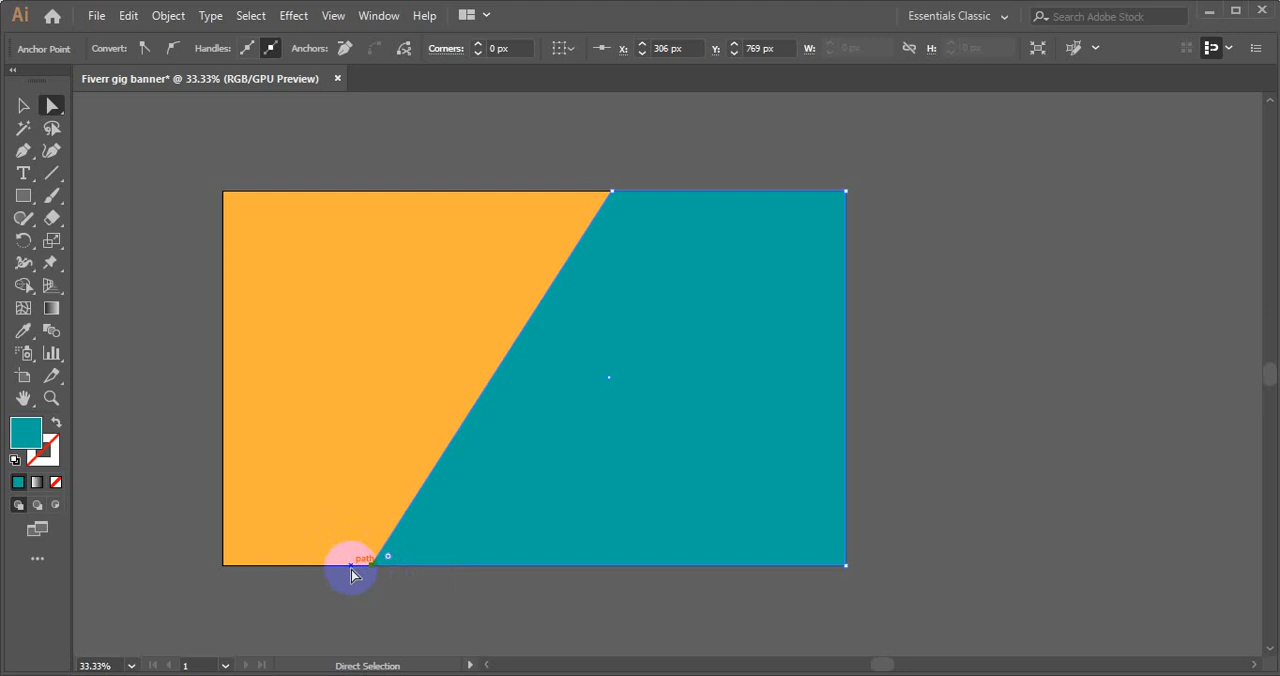 Ai File Edit Object Type Select Effect View Window Help Essentials Classic Search Adobe Stock
Anchor Point Convert: Handles: Anchors: Corners: 0 px X: 306 px Y: 769 px W: 0 px H: 0 px
Fiverr gig banner* @ 33.33% (RGB/GPU Preview)
T
path
33.33% 1 Direct Selection